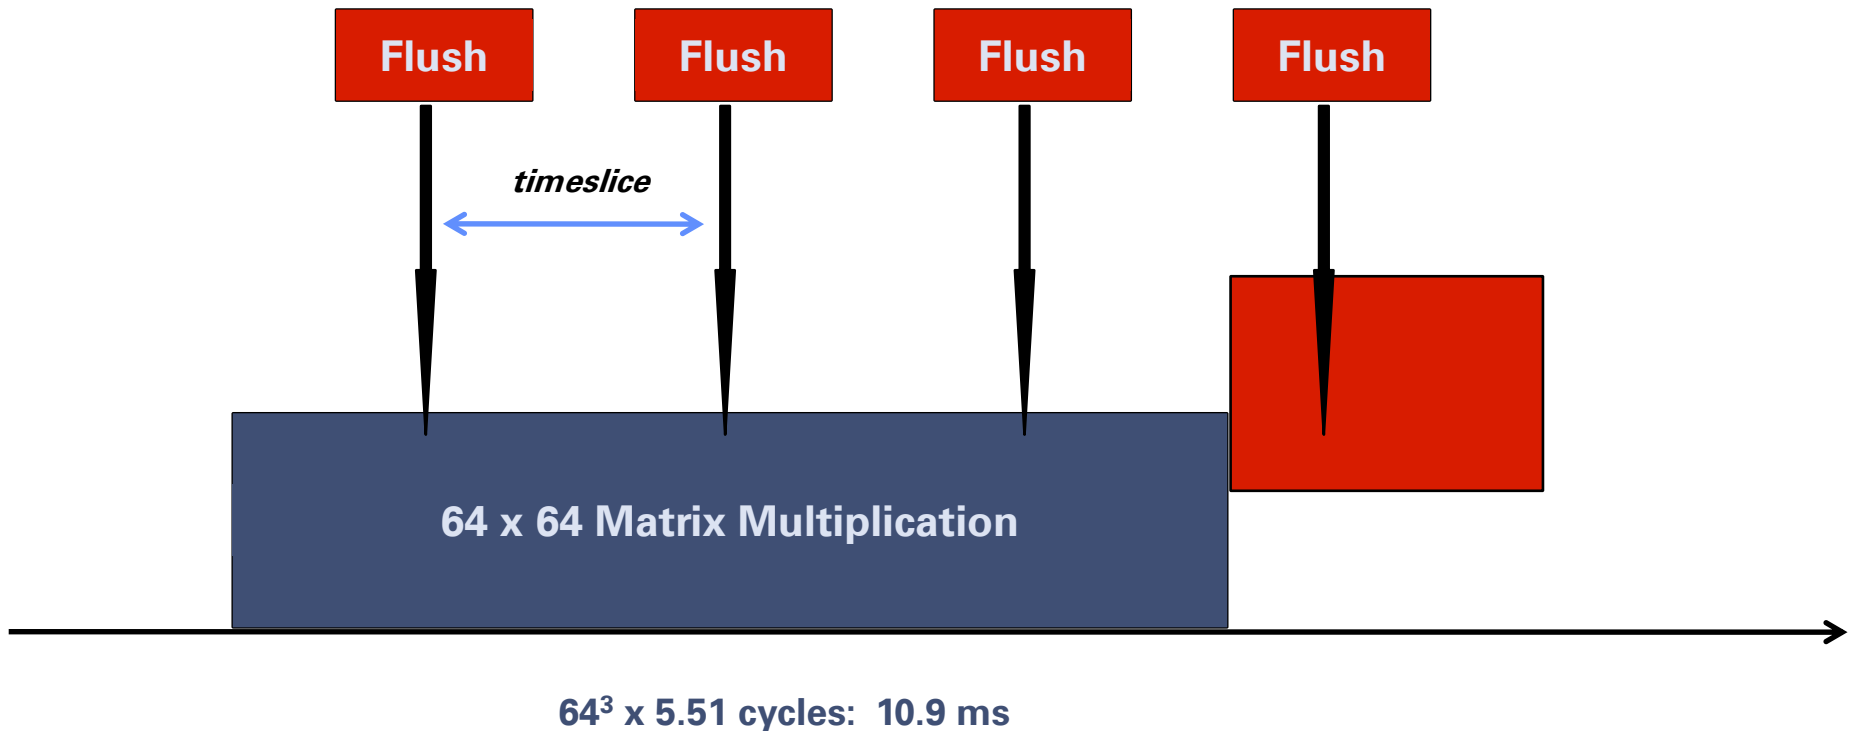 Flush Flush Flush Flush
timeslice
64 x 64 Matrix Multiplication
64³ x 5.51 cycles: 10.9 ms